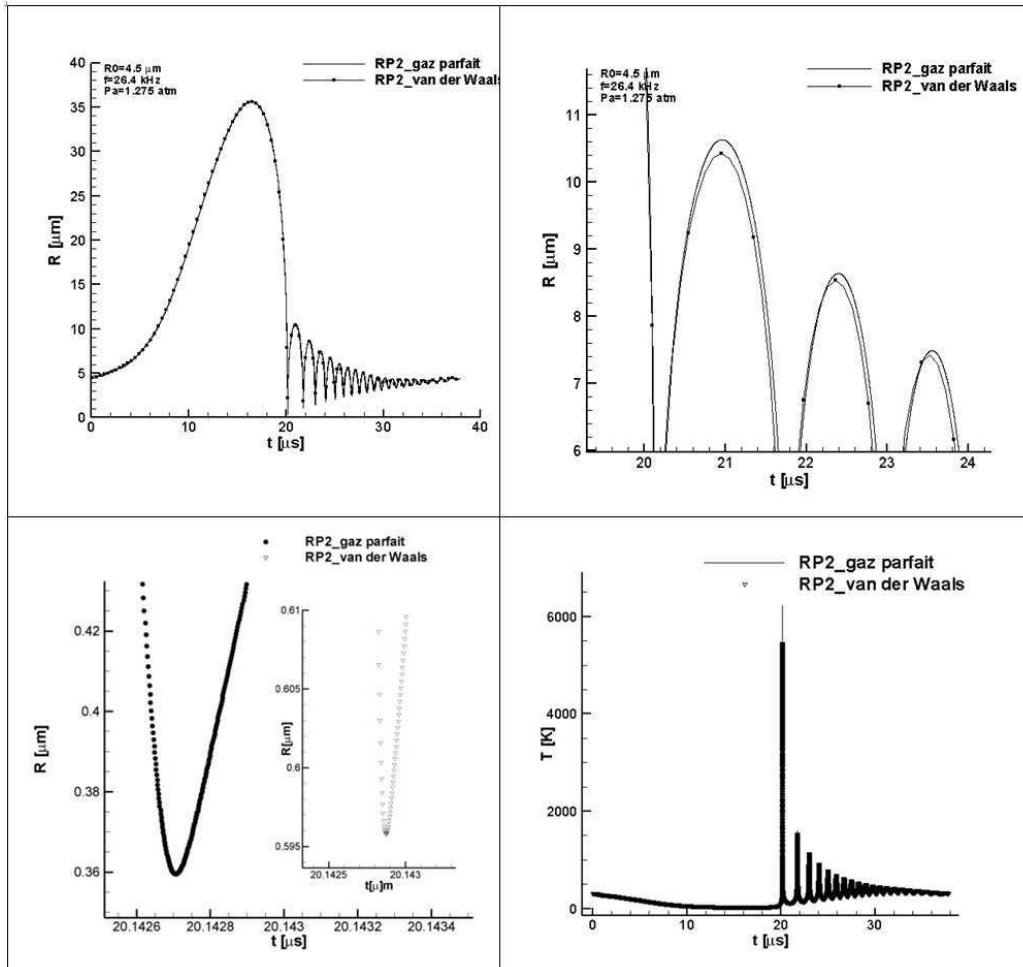 RP2_gaz parfait
RP2_van der Waals
R0=4.5 μm
f=26.4 kHz
Pa=1.275 atm
R [μm]
40
35
30
25
20
15
10
5
0
0 10 20 30 40
t [μs]
RP2_gaz parfait
RP2_van der Waals
R0=4.5 μm
f=26.4 kHz
Pa=1.275 atm
R [μm]
11
10
9
8
7
6
20 21 22 23 24
t [μs]
RP2_gaz parfait
RP2_van der Waals
R [μm]
0.42
0.4
0.38
0.36
20.1426 20.1428 20.143 20.1432 20.1434
t [μs]
R[μm]
0.61
0.605
0.6
0.595
20.1425 20.143
t[μ]m
RP2_gaz parfait
RP2_van der Waals
T [K]
6000
4000
2000
0
0 10 20 30
t [μs]